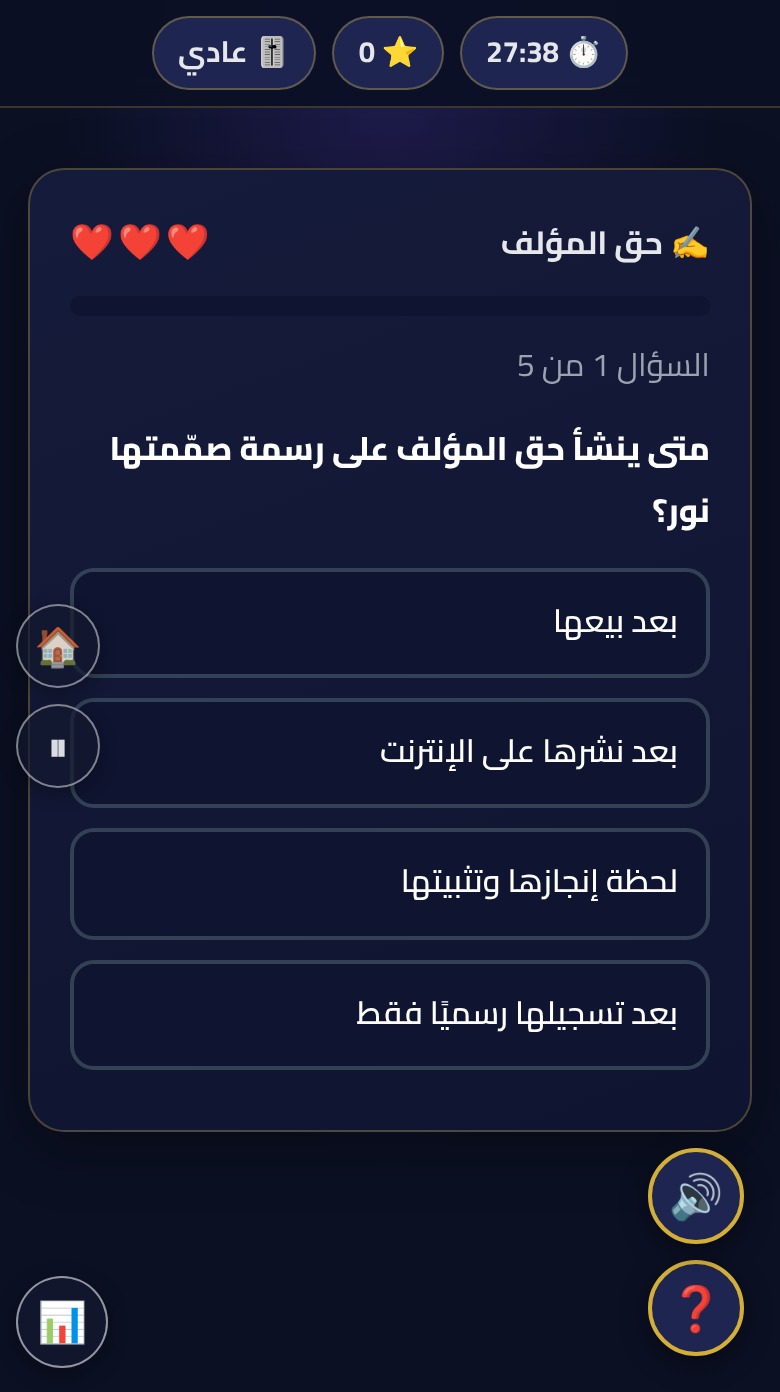 27:38
0
عادي
حق المؤلف
السؤال 1 من 5
متى ينشأ حق المؤلف على رسمة صمّمتها
نور؟
بعد بيعها
بعد نشرها على الإنترنت
لحظة إنجازها وتثبيتها
بعد تسجيلها رسميًا فقط